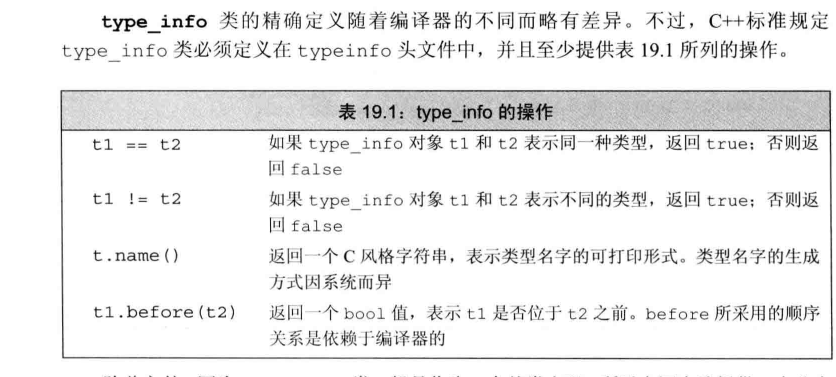 type_info 类的精确定义随着编译器的不同而略有差异。不过，C++标准规定
type_info 类必须定义在 typeinfo 头文件中，并且至少提供表 19.1 所列的操作。
表 19.1：type_info 的操作
t1 == t2 如果 type_info 对象 t1 和 t2 表示同一种类型，返回 true；否则返
回 false
t1 != t2 如果 type_info 对象 t1 和 t2 表示不同的类型，返回 true；否则返
回 false
t.name() 返回一个 C 风格字符串，表示类型名字的可打印形式。类型名字的生成
方式因系统而异
t1.before(t2) 返回一个 bool 值，表示 t1 是否位于 t2 之前。before 所采用的顺序
关系是依赖于编译器的